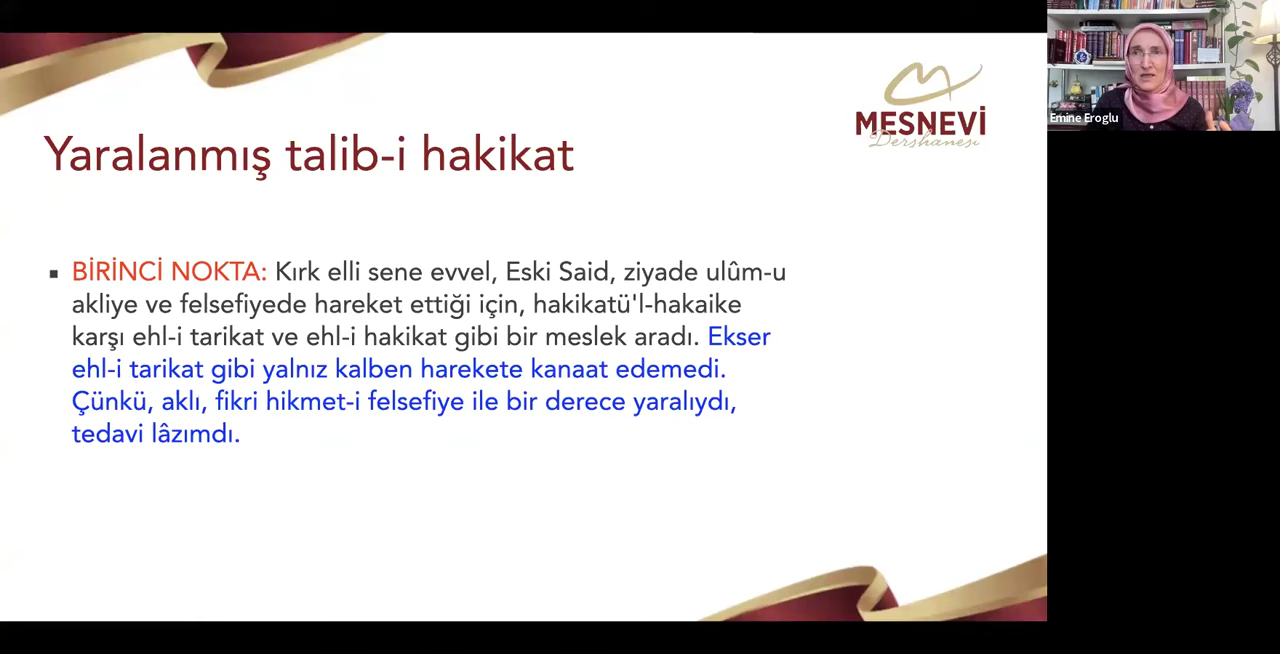 Yaralanmış talib-i hakikat
MESNEVİ
Dershanesi
Emine Eroglu
▪ BİRİNCİ NOKTA: Kırk elli sene evvel, Eski Said, ziyade ulûm-u
akliye ve felsefiyede hareket ettiği için, hakikatü'l-hakaike
karşı ehl-i tarikat ve ehl-i hakikat gibi bir meslek aradı. Ekser
ehl-i tarikat gibi yalnız kalben harekete kanaat edemedi.
Çünkü, aklı, fikri hikmet-i felsefiye ile bir derece yaralıydı,
tedavi lâzımdı.